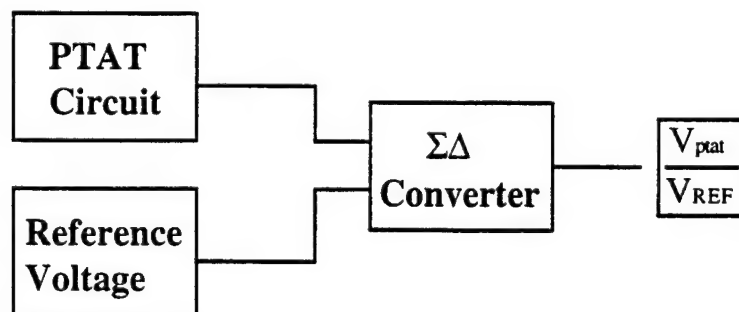 PTAT
Circuit
ΣΔ
Converter
V_ptat
V_REF
Reference
Voltage